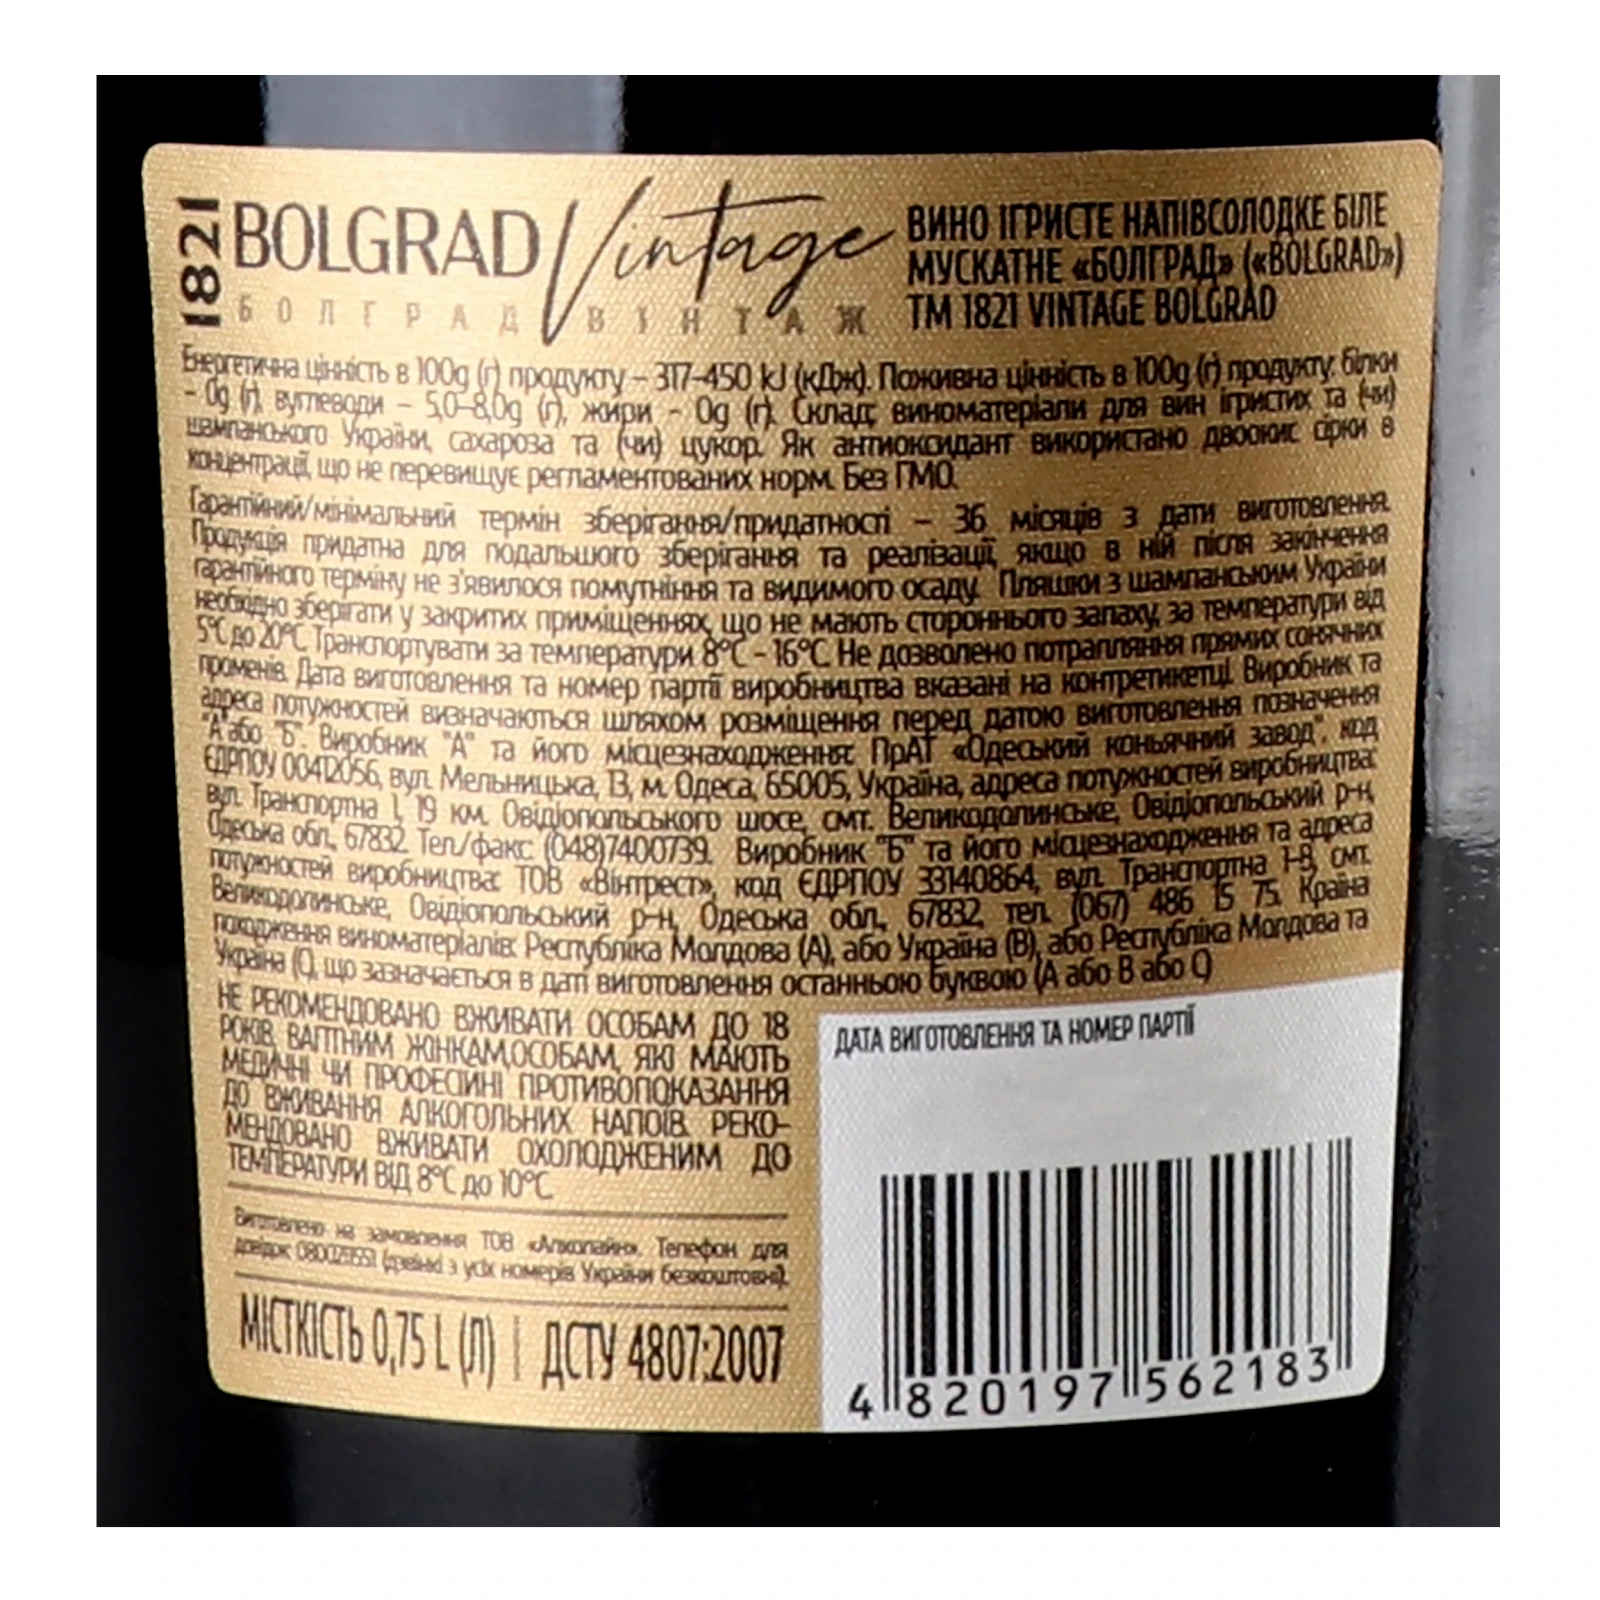 1821 BOLGRAD Vintage
БОЛГРАД ВІНТАЖ
ВИНО ІГРИСТЕ НАПІВСОЛОДКЕ БІЛЕ
МУСКАТНЕ «БОЛГРАД» («BOLGRAD»)
ТМ 1821 VINTAGE BOLGRAD
Енергетична цінність в 100g (г) продукту – 317-450 kJ (кДж). Поживна цінність в 100g (г) продукту: білки
- 0g (г), вуглеводи – 5,0-8,0g (г), жири - 0g (г). Склад: виноматеріали для вин ігристих та (чи)
шампанського України, сахароза та (чи) цукор. Як антиоксидант використано двоокис сірки в
концентрації, що не перевищує регламентованих норм. Без ГМО.
Гарантійний/мінімальний термін зберігання/придатності – 36 місяців з дати виготовлення.
Продукція придатна для подальшого зберігання та реалізації, якщо в ній після закінчення
гарантійного терміну не з'явилося помутніння та видимого осаду. Пляшки з шампанським України
необхідно зберігати у закритих приміщеннях, що не мають стороннього запаху, за температури від
5°С до 20°С. Транспортувати за температури 8°С - 16°С. Не дозволено потрапляння прямих сонячних
променів. Дата виготовлення та номер партії виробництва вказані на контретикетці. Виробник та
адреса потужностей визначаються шляхом розміщення перед датою виготовлення позначення
"А" або "Б". Виробник "А" та його місцезнаходження: ПрАТ «Одеський коньячний завод", код
ЄДРПОУ 00412056, вул. Мельницька, 13, м. Одеса, 65005, Україна, адреса потужностей виробництва:
вул. Транспортна 1, 19 км. Овідіопольського шосе, смт. Великодолинське, Овідіопольський р-н,
Одеська обл., 67832. Тел./факс: (048)7400739. Виробник "Б" та його місцезнаходження та адреса
потужностей виробництва: ТОВ «Вінтрест», код ЄДРПОУ 33140864, вул. Транспортна 1-В, смт.
Великодолинське, Овідіопольський р-н, Одеська обл., 67832, тел. (067) 486 15 75. Країна
походження виноматеріалів: Республіка Молдова (А), або Україна (В), або Республіка Молдова та
Україна (С), що зазначається в даті виготовлення останньою буквою (А або В або С)
НЕ РЕКОМЕНДОВАНО ВЖИВАТИ ОСОБАМ ДО 18
РОКІВ, ВАГІТНИМ ЖІНКАМ,ОСОБАМ, ЯКІ МАЮТЬ
МЕДИЧНІ ЧИ ПРОФЕСІЙНІ ПРОТИВОПОКАЗАННЯ
ДО ВЖИВАННЯ АЛКОГОЛЬНИХ НАПОЇВ. РЕКО-
МЕНДОВАНО ВЖИВАТИ ОХОЛОДЖЕНИМ ДО
ТЕМПЕРАТУРИ ВІД 8°С до 10°С.
Виготовлено на замовлення ТОВ «Алколайн». Телефон для
довідок: (дзвінкі з усіх номерів України безкоштовні).
МІСТКІСТЬ 0,75 L (Л) | ДСТУ 4807:2007
ДАТА ВИГОТОВЛЕННЯ ТА НОМЕР ПАРТІЇ
4 820197 562183